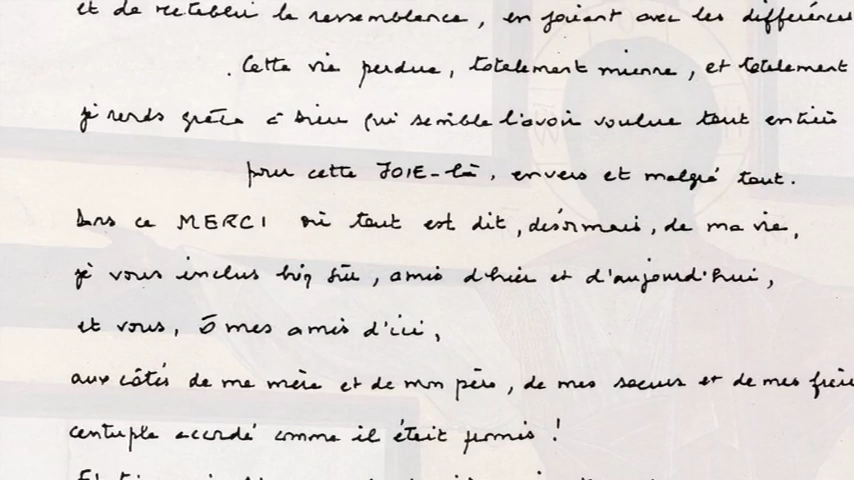 et de rétablir la ressemblance, en jouant avec les différences
. Cette vie perdue, totalement mienne, et totalement
je rends grâce à Dieu qui semble l'avoir voulue tout entière
pour cette JOIE-là, envers et malgré tout.
Dans ce MERCI où tout est dit, désormais, de ma vie,
je vous inclus bien sûr, amis d'hier et d'aujourd'hui,
et vous, ô mes amis d'ici,
aux côtés de ma mère et de mon père, de mes soeurs et de mes frères
centuple accordé comme il était promis !